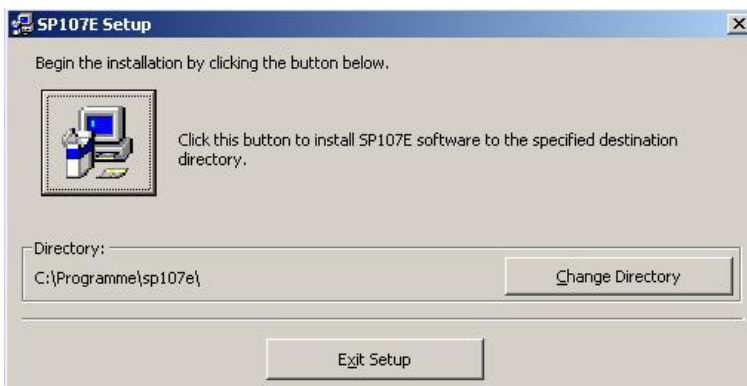 SP107E Setup
Begin the installation by clicking the button below.
Click this button to install SP107E software to the specified destination
directory.
Directory:
C:\Programme\sp107e\
Change Directory
Exit Setup